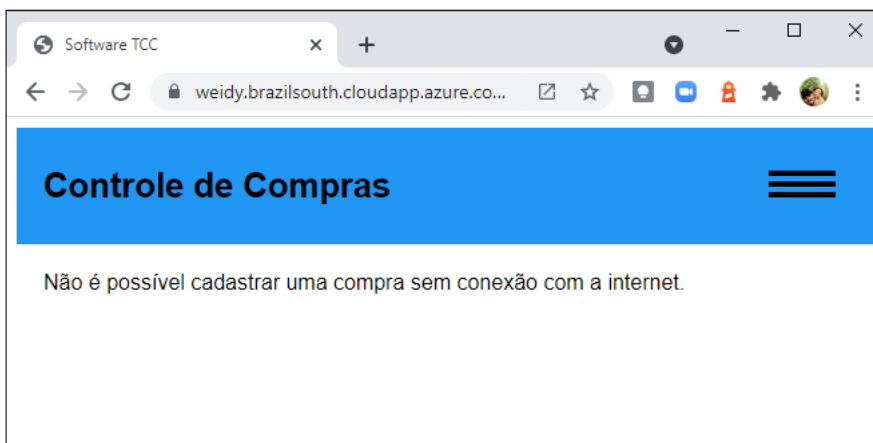 Software TCC
weidy.brazilsouth.cloudapp.azure.co...
Controle de Compras
Não é possível cadastrar uma compra sem conexão com a internet.